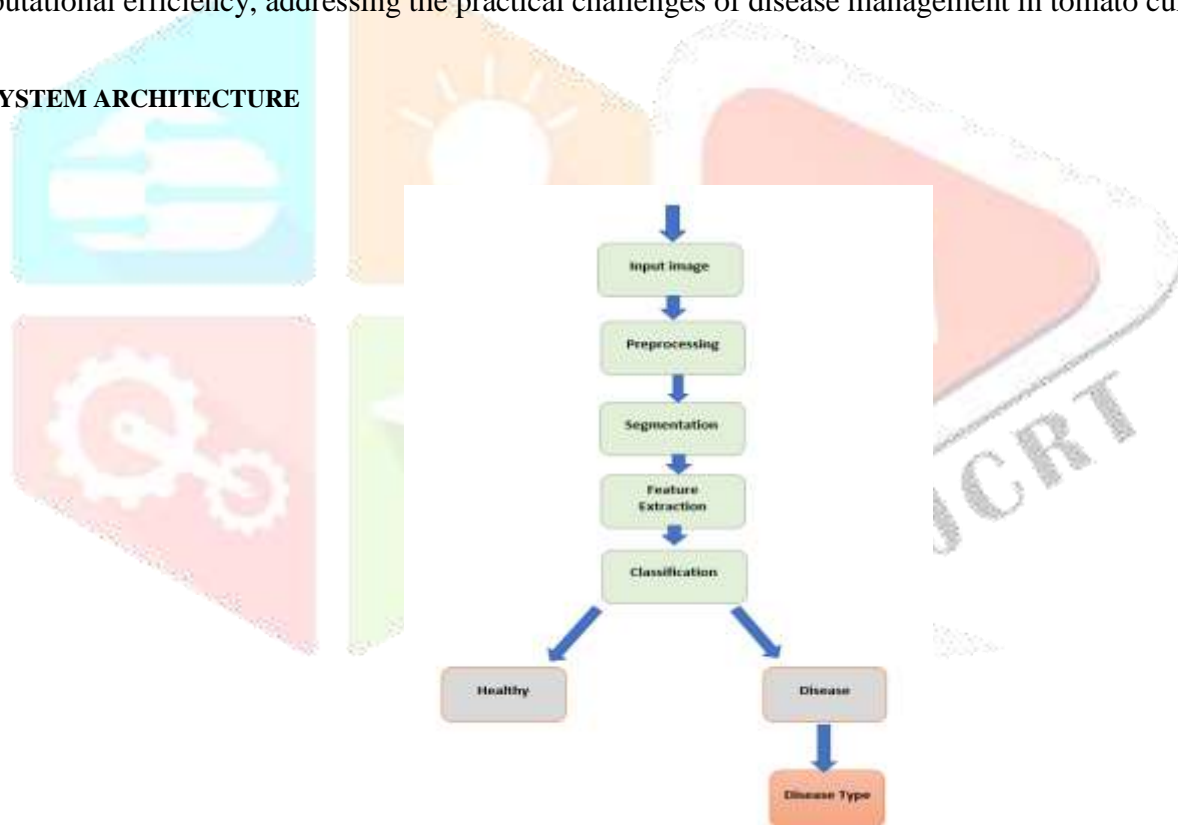 putational efficiency, addressing the practical challenges of disease management in tomato cu
YSTEM ARCHITECTURE
Input image
Preprocessing
Segmentation
Feature
Extraction
Classification
Healthy
Disease
Disease Type
JCRT